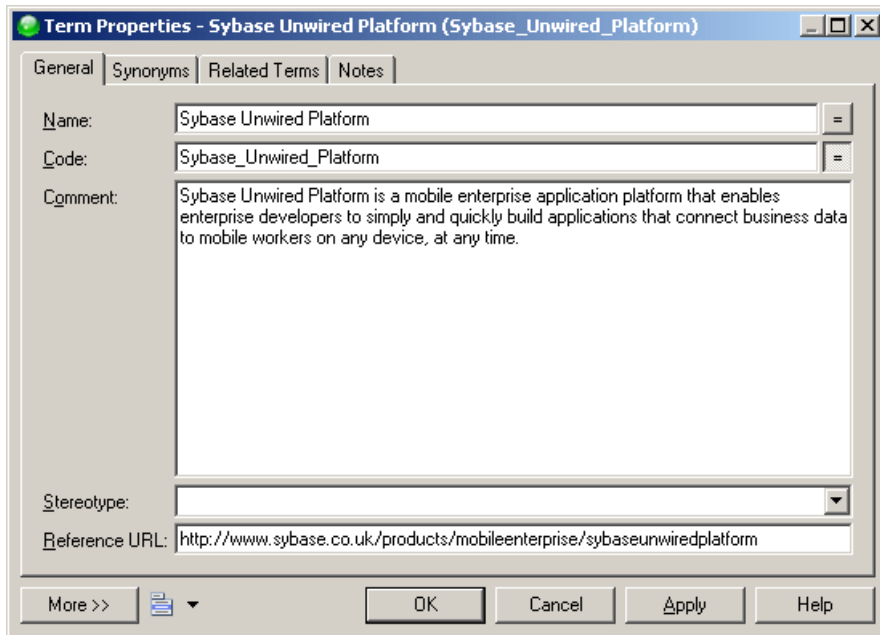 Term Properties - Sybase Unwired Platform (Sybase_Unwired_Platform)
General Synonyms Related Terms Notes
Name: Sybase Unwired Platform =
Code: Sybase_Unwired_Platform =
Comment: Sybase Unwired Platform is a mobile enterprise application platform that enables
enterprise developers to simply and quickly build applications that connect business data
to mobile workers on any device, at any time.
Stereotype:
Reference URL: http://www.sybase.co.uk/products/mobileenterprise/sybaseunwiredplatform
More >> OK Cancel Apply Help